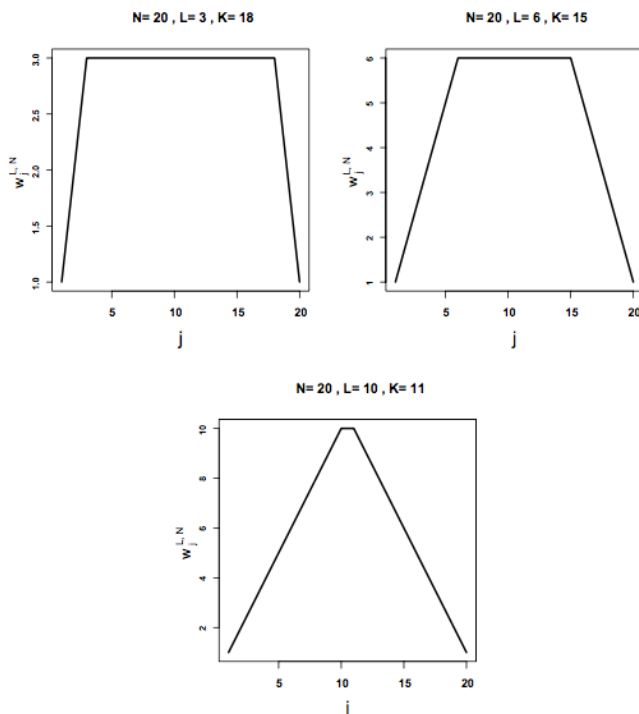 N= 20 , L= 3 , K= 18
w_j^{L, N}
1.0 1.5 2.0 2.5 3.0
5 10 15 20
j
N= 20 , L= 6 , K= 15
w_j^{L, N}
1 2 3 4 5 6
5 10 15 20
j
N= 20 , L= 10 , K= 11
w_j^{L, N}
2 4 6 8 10
5 10 15 20
j